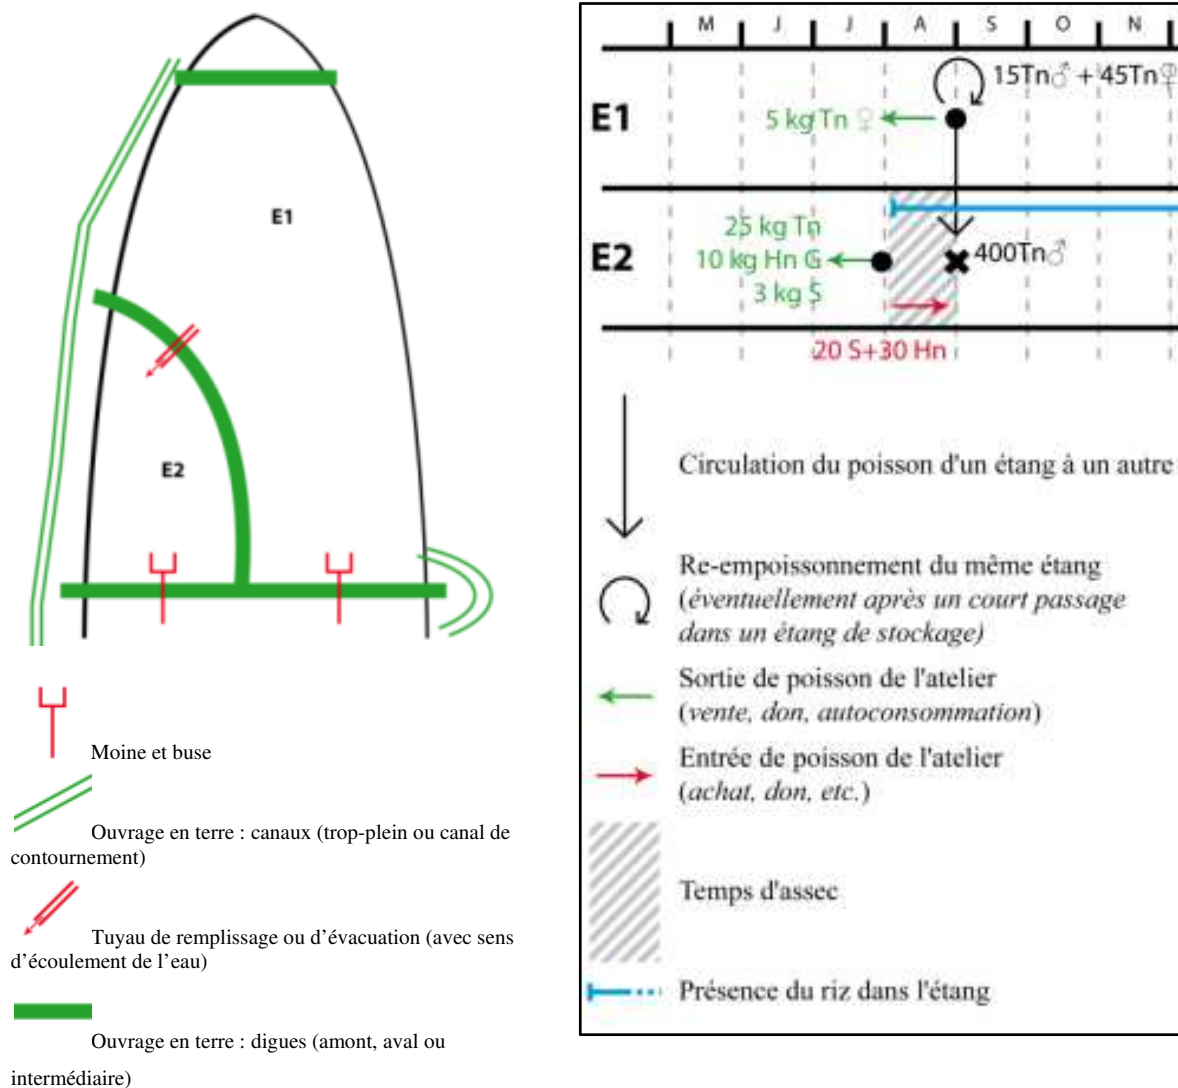 E1
E2
Moine et buse
Ouvrage en terre : canaux (trop-plein ou canal de
contournement)
Tuyau de remplissage ou d’évacuation (avec sens
d’écoulement de l’eau)
Ouvrage en terre : digues (amont, aval ou
intermédiaire)
M J J A S O N
E1
15Tn♂ + 45Tn♀
5 kg Tn ♀
E2
25 kg Tn
10 kg Hn G
3 kg S
400Tn♂
20 S+30 Hn
Circulation du poisson d'un étang à un autre
Re-empoissonnement du même étang
(éventuellement après un court passage
dans un étang de stockage)
Sortie de poisson de l'atelier
(vente, don, autoconsommation)
Entrée de poisson de l'atelier
(achat, don, etc.)
Temps d'assec
Présence du riz dans l'étang